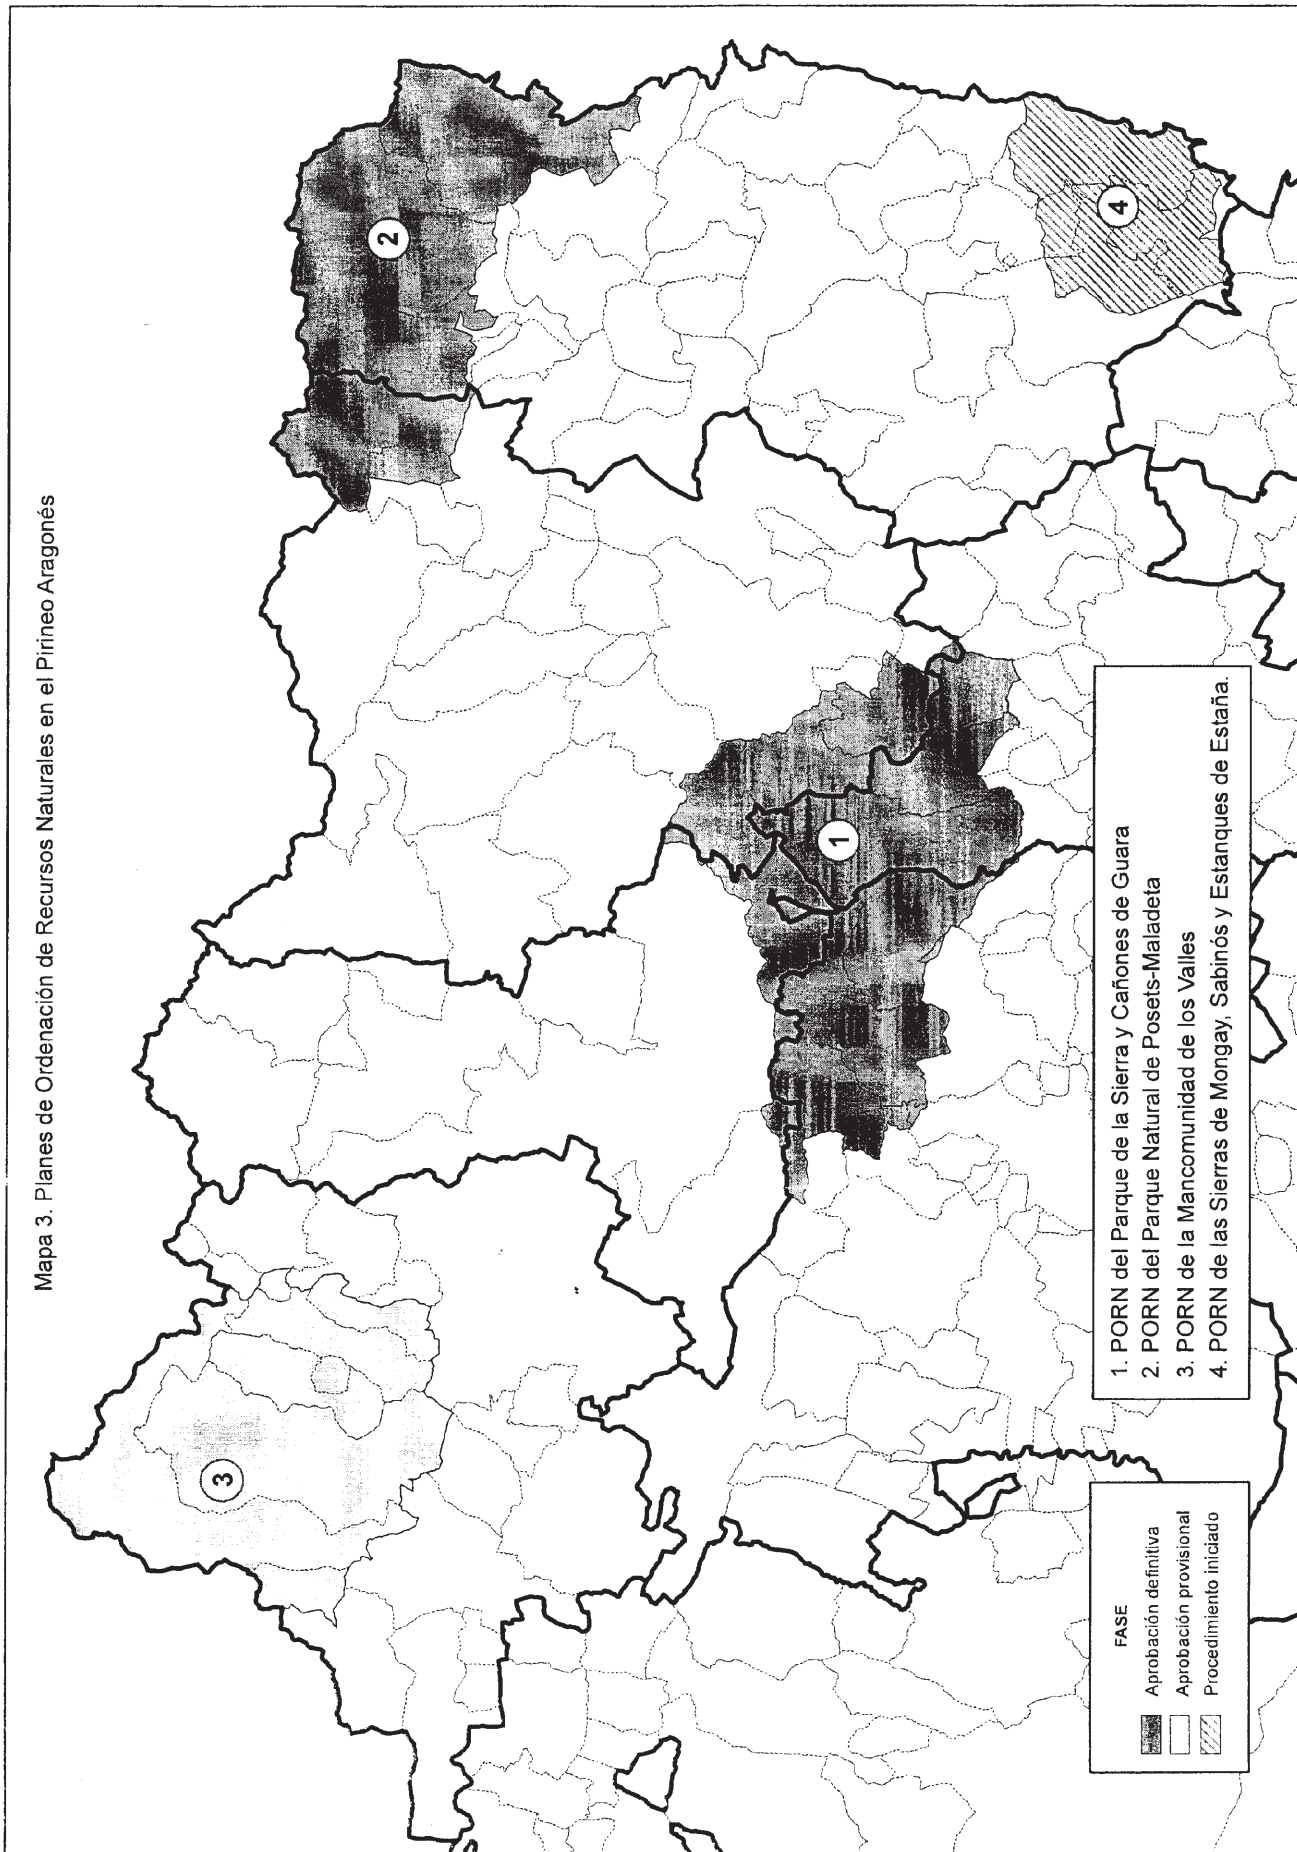 Mapa 3. Planes de Ordenación de Recursos Naturales en el Pirineo Aragonés
3
2
1
4
FASE
Aprobación definitiva
Aprobación provisional
Procedimiento iniciado
1. PORN del Parque de la Sierra y Cañones de Guara
2. PORN del Parque Natural de Posets-Maladeta
3. PORN de la Mancomunidad de los Valles
4. PORN de las Sierras de Mongay, Sabinós y Estanques de Estaña.